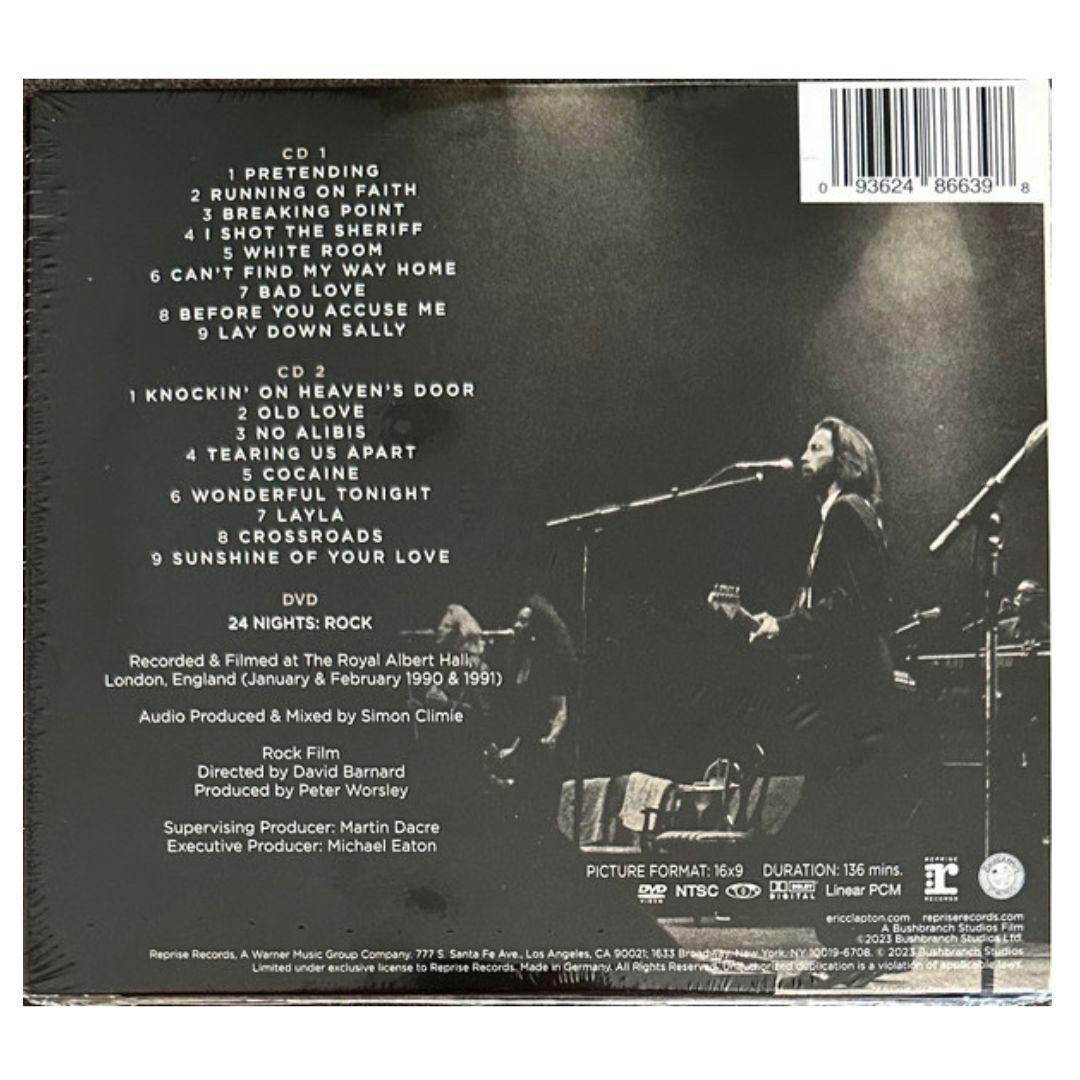 CD 1
1 PRETENDING
2 RUNNING ON FAITH
3 BREAKING POINT
4 I SHOT THE SHERIFF
5 WHITE ROOM
6 CAN'T FIND MY WAY HOME
7 BAD LOVE
8 BEFORE YOU ACCUSE ME
9 LAY DOWN SALLY
CD 2
1 KNOCKIN' ON HEAVEN'S DOOR
2 OLD LOVE
3 NO ALIBIS
4 TEARING US APART
5 COCAINE
6 WONDERFUL TONIGHT
7 LAYLA
8 CROSSROADS
9 SUNSHINE OF YOUR LOVE
DVD
24 NIGHTS: ROCK
Recorded & Filmed at The Royal Albert Hall,
London, England (January & February 1990 & 1991)
Audio Produced & Mixed by Simon Climie
Rock Film
Directed by David Barnard
Produced by Peter Worsley
Supervising Producer: Martin Dacre
Executive Producer: Michael Eaton
0 93624 86639 8
PICTURE FORMAT: 16x9 DURATION: 136 mins.
DVD VIDEO NTSC DOLBY DIGITAL Linear PCM
REPRISE RECORDS
ericclapton.com repriserecords.com
A Bushbranch Studios Film
©2023 Bushbranch Studios Ltd.
Reprise Records, A Warner Music Group Company. 777 S. Santa Fe Ave., Los Angeles, CA 90021; 1633 Broadway, New York, NY 10019-6708. © 2023 Bushbranch Studios
Limited under exclusive license to Reprise Records. Made in Germany. All Rights Reserved. Unauthorized duplication is a violation of applicable laws.